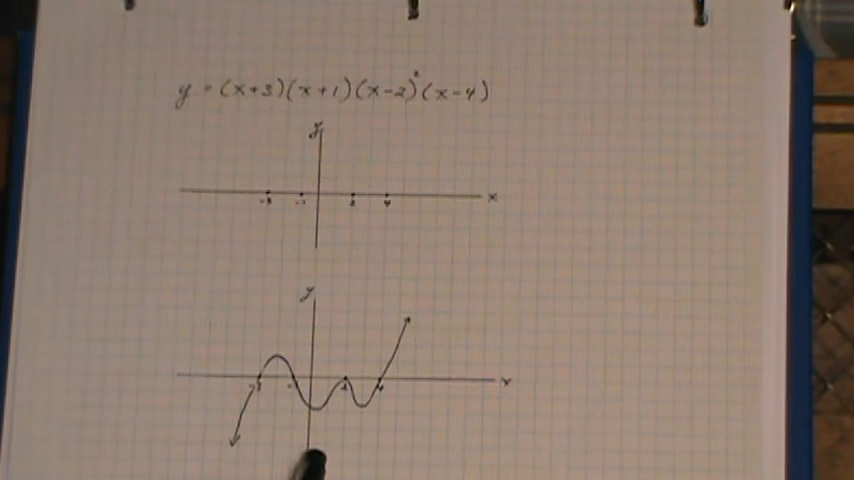 y = (x+3)(x+1)(x-2)²(x-4)
y
-3 -1 2 4 x
y
-3 -1 2 4 x